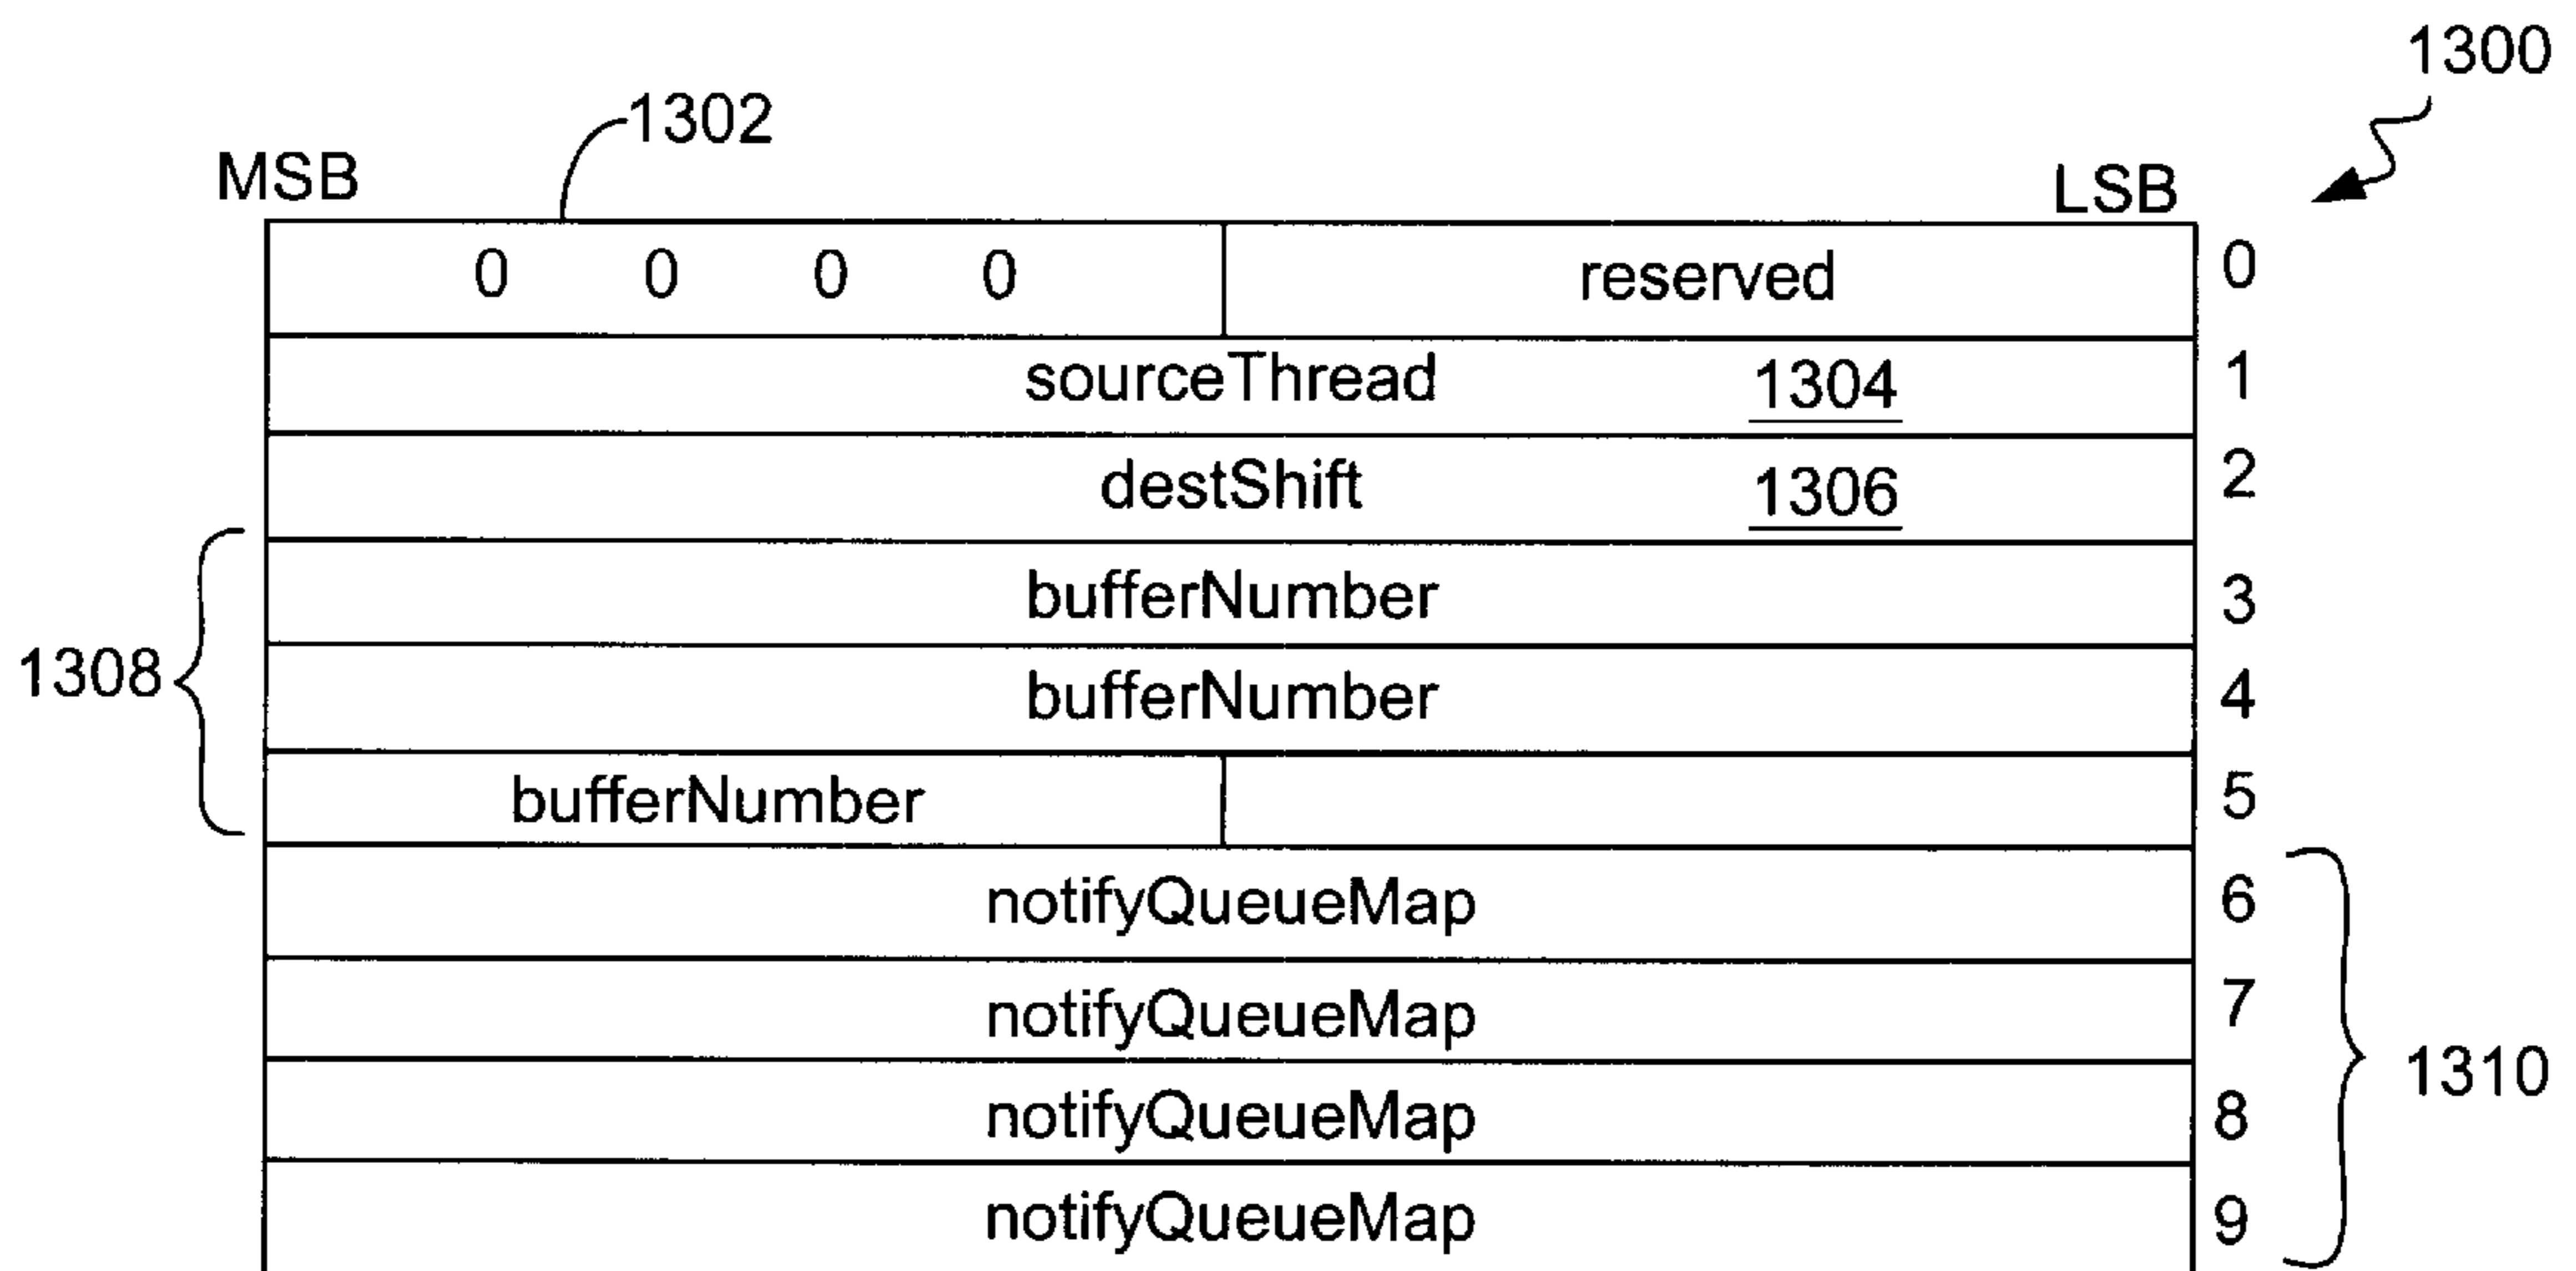 1300
1302
MSB LSB
0 0 0 0 reserved 0
sourceThread 1304 1
destShift 1306 2
bufferNumber 3
1308 bufferNumber 4
bufferNumber 5
notifyQueueMap 6
notifyQueueMap 7
1310
notifyQueueMap 8
notifyQueueMap 9